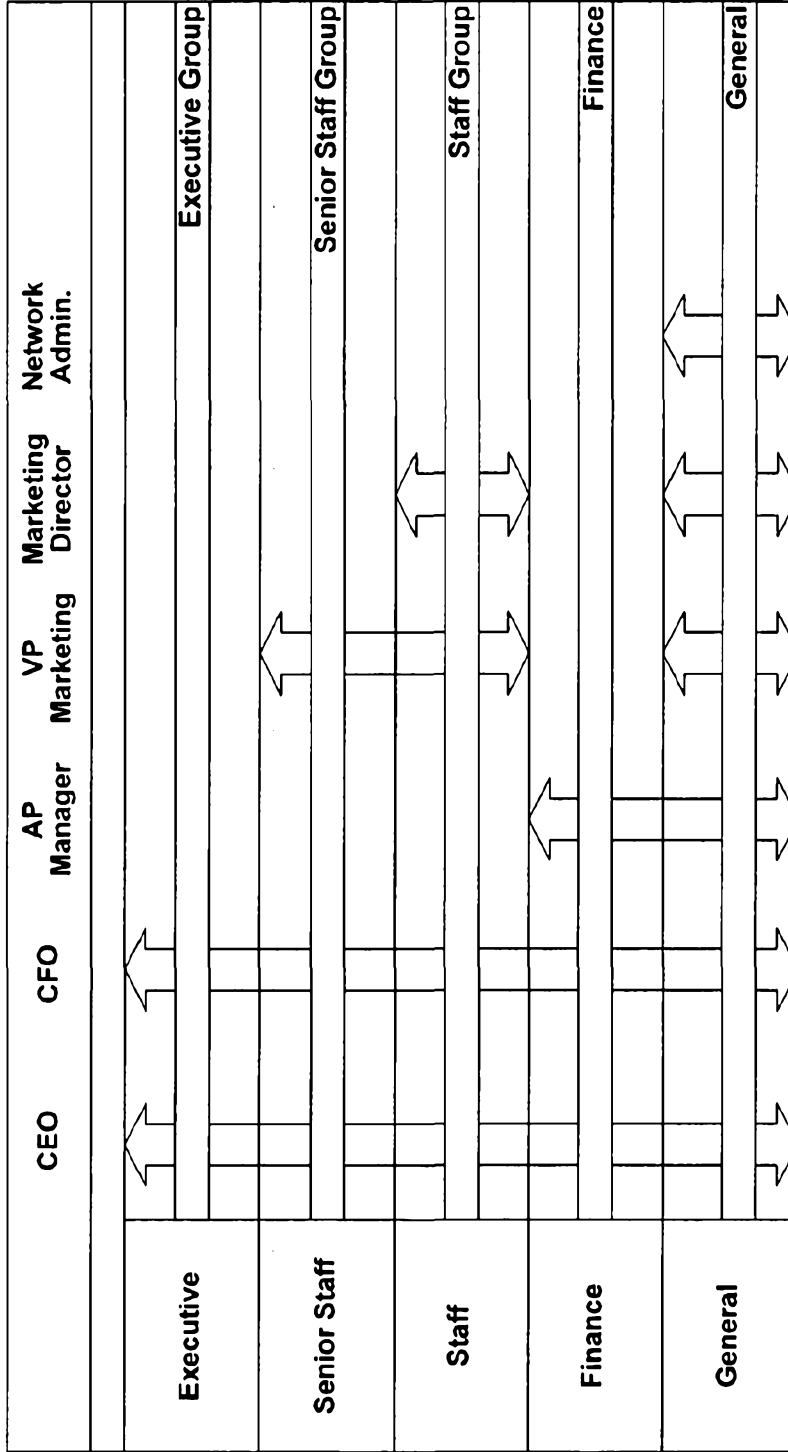 CEO
CFO
AP
Manager
VP
Marketing
Marketing
Director
Network
Admin.
Executive
Executive Group
Senior Staff
Senior Staff Group
Staff
Staff Group
Finance
Finance
General
General